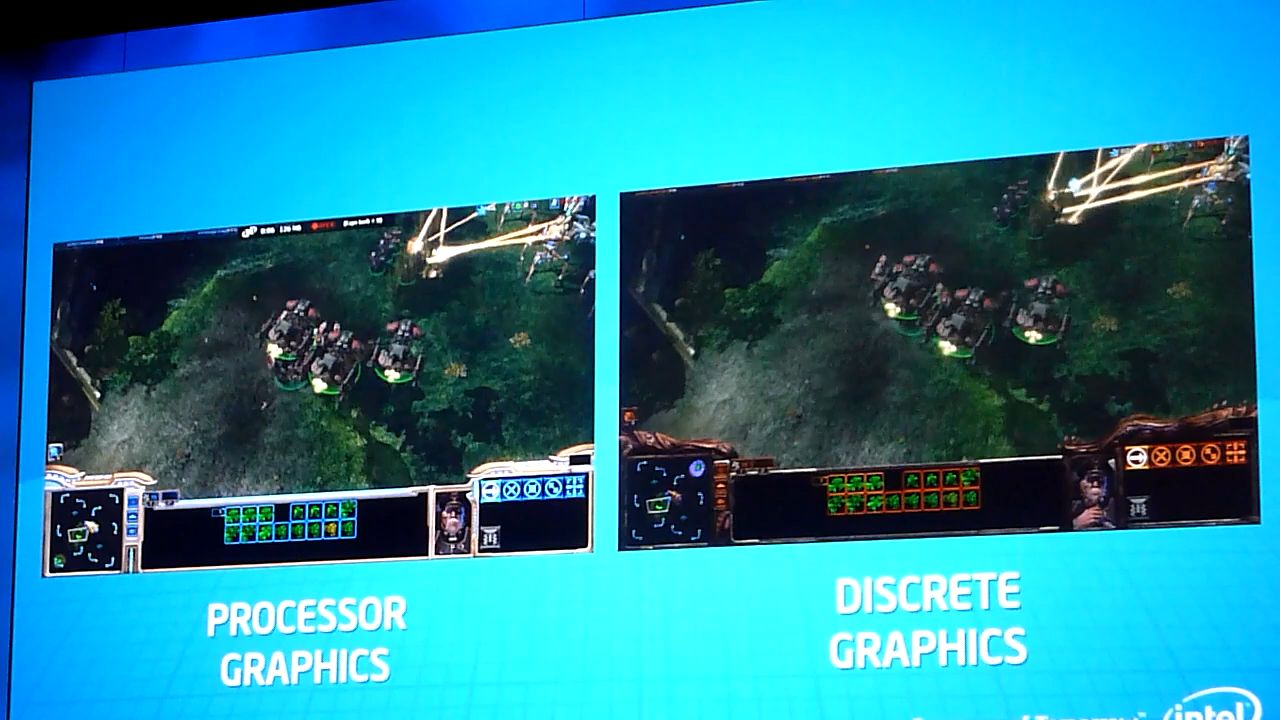 PROCESSOR
GRAPHICS
DISCRETE
GRAPHICS
intel